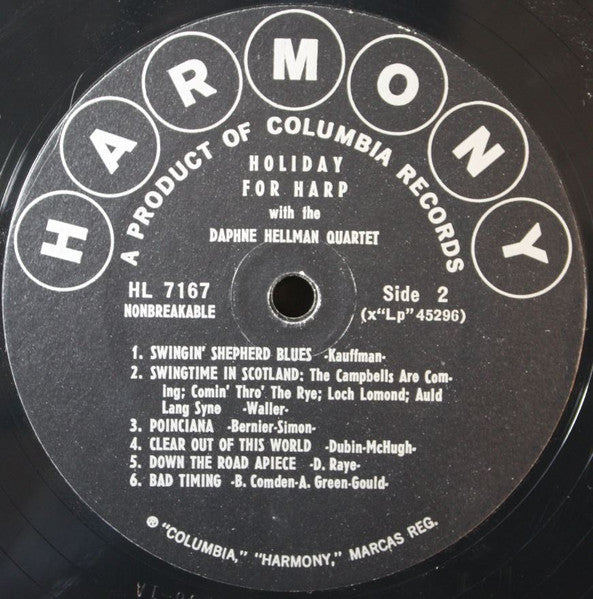 HARMONY
A PRODUCT OF COLUMBIA RECORDS
HOLIDAY
FOR HARP
with the
DAPHNE HELLMAN QUARTET
HL 7167
NONBREAKABLE
Side 2
(x"Lp" 45296)
1. SWINGIN' SHEPHERD BLUES -Kauffman-
2. SWINGTIME IN SCOTLAND: The Campbells Are Com-
ing; Comin' Thro' The Rye; Loch Lomond; Auld
Lang Syne -Waller-
3. POINCIANA -Bernier-Simon-
4. CLEAR OUT OF THIS WORLD -Dubin-McHugh-
5. DOWN THE ROAD APIECE -D. Raye-
6. BAD TIMING -B. Comden-A. Green-Gould-
® "COLUMBIA," "HARMONY," MARCAS REG.